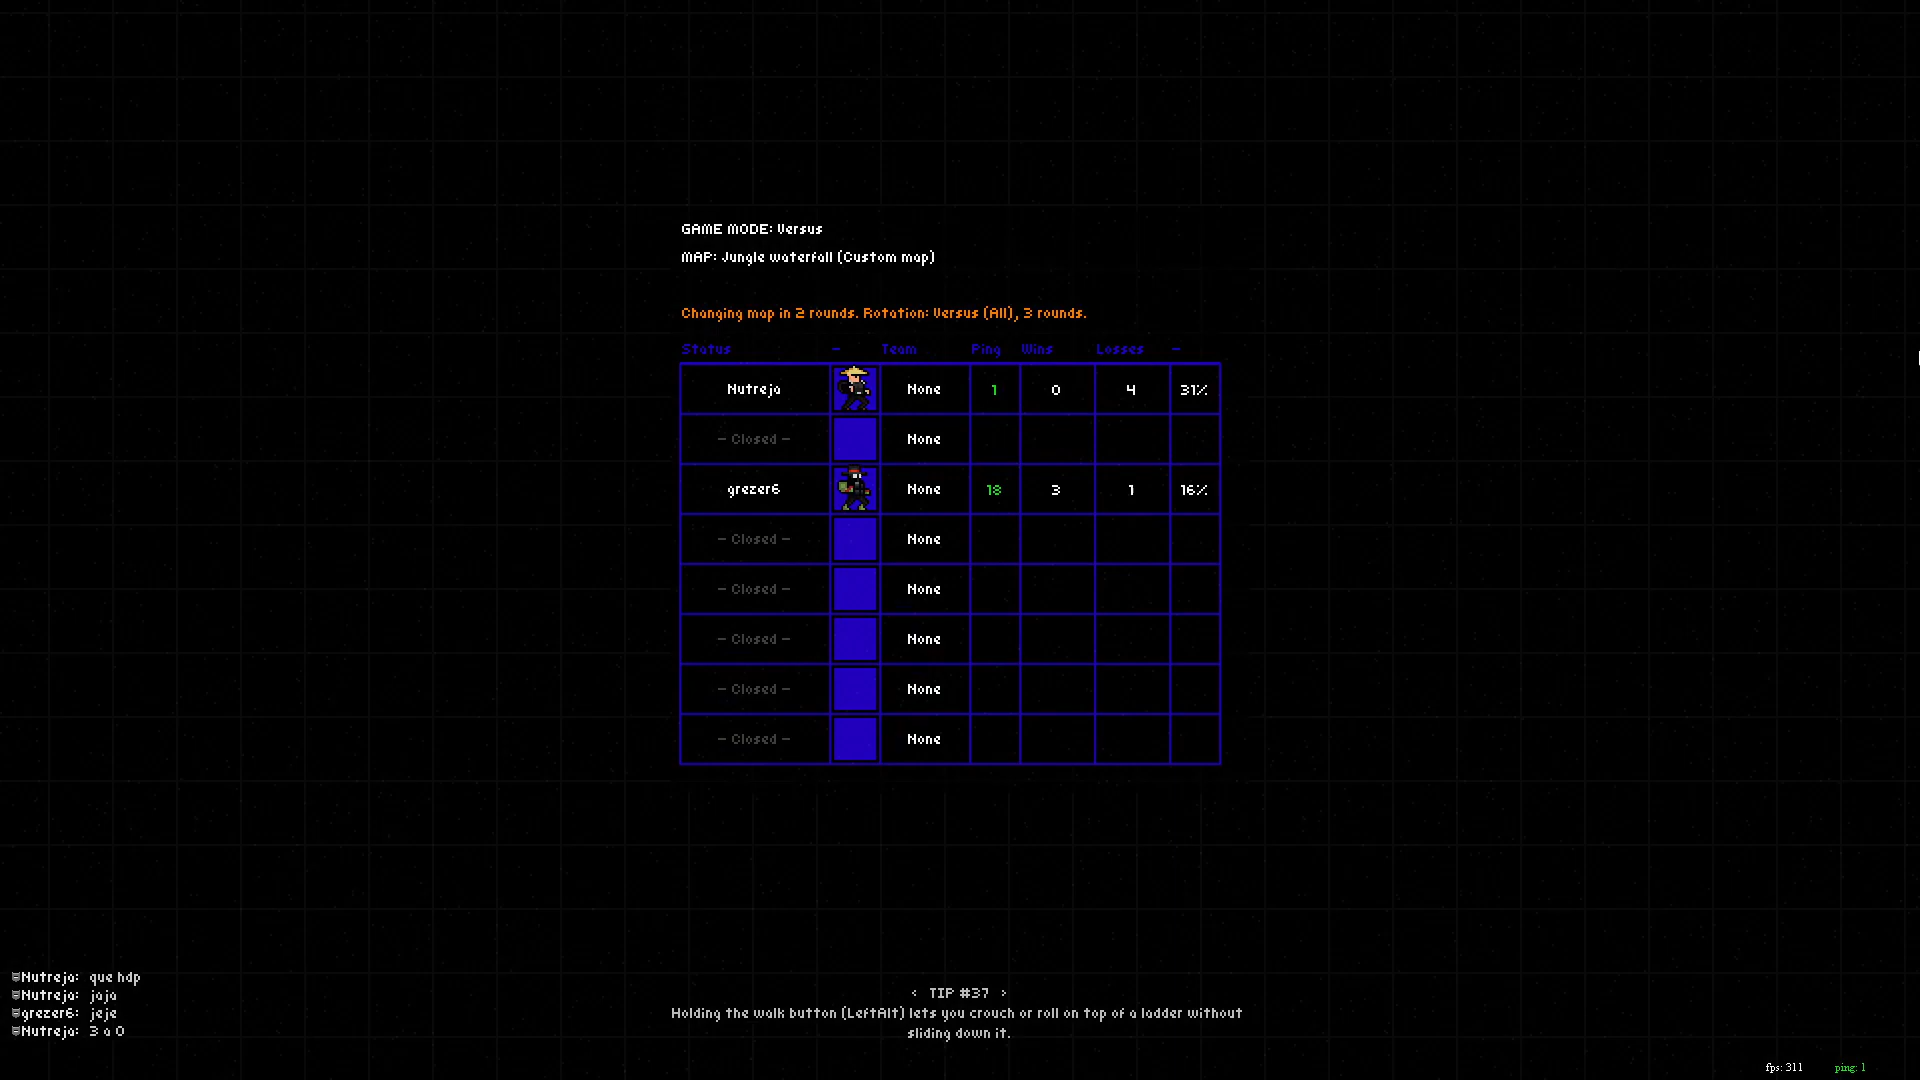 GAME MODE: Versus
MAP: Jungle waterfall (Custom map)
Changing map in 2 rounds. Rotation: Versus (All), 3 rounds.
Status - Team Ping Wins Losses -
Nutreja None 1 0 4 31%
- Closed - None
grezer6 None 18 3 1 16%
- Closed - None
- Closed - None
- Closed - None
- Closed - None
- Closed - None
Nutreja: que hdp
Nutreja: jaja
grezer6: jeje
Nutreja: 3 a 0
< TIP #37 >
Holding the walk button (LeftAlt) lets you crouch or roll on top of a ladder without
sliding down it.
fps: 311 ping: 1